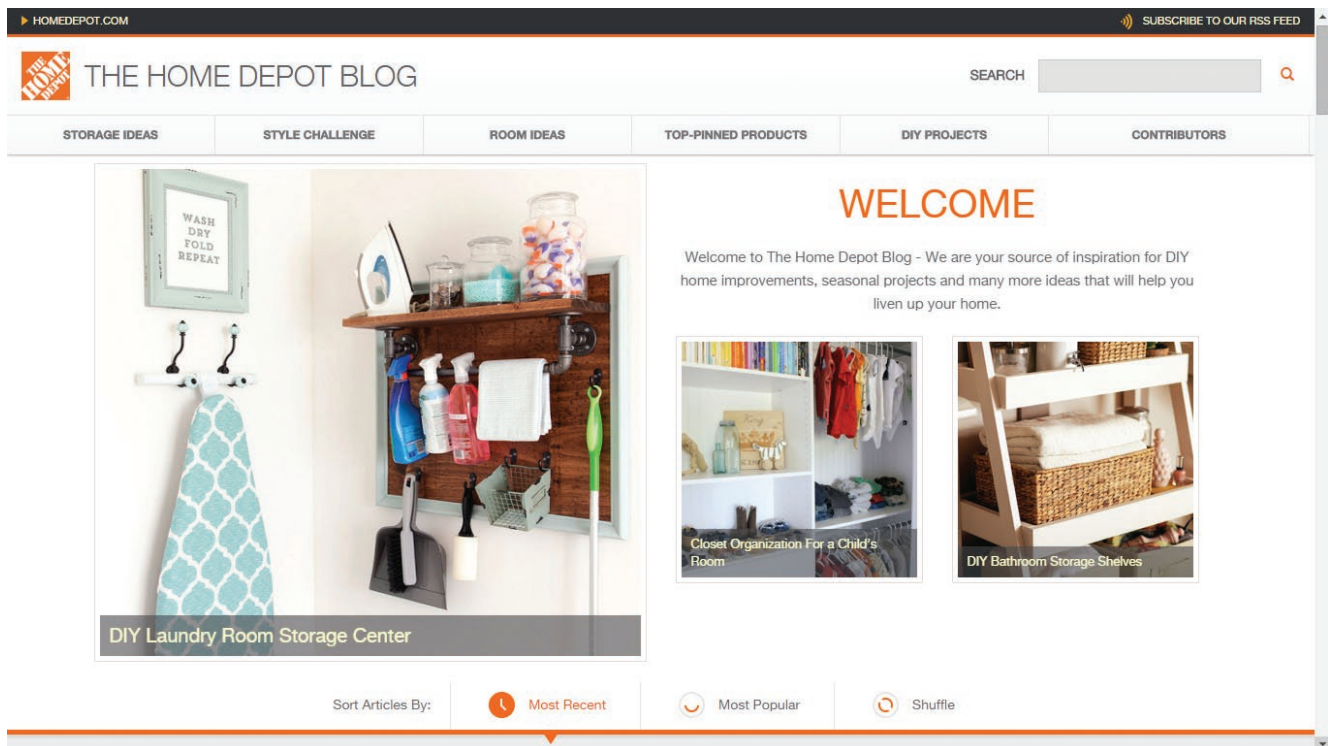 HOMEDEPOT.COM
SUBSCRIBE TO OUR RSS FEED
THE HOME DEPOT
THE HOME DEPOT BLOG
SEARCH
STORAGE IDEAS
STYLE CHALLENGE
ROOM IDEAS
TOP-PINNED PRODUCTS
DIY PROJECTS
CONTRIBUTORS
WASH
DRY
FOLD
REPEAT
DIY Laundry Room Storage Center
WELCOME
Welcome to The Home Depot Blog - We are your source of inspiration for DIY
home improvements, seasonal projects and many more ideas that will help you
liven up your home.
Closet Organization For a Child's
Room
DIY Bathroom Storage Shelves
Sort Articles By:
Most Recent
Most Popular
Shuffle